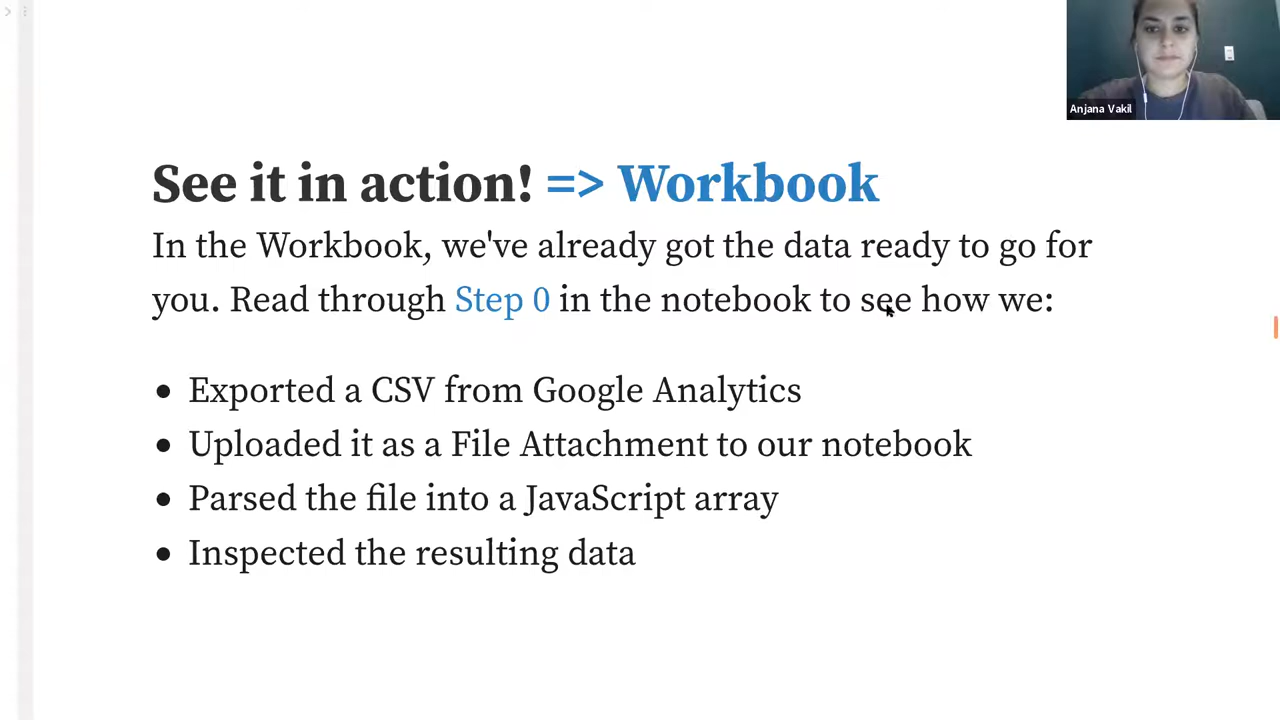 Anjana Vakil
See it in action! => Workbook
In the Workbook, we've already got the data ready to go for
you. Read through Step 0 in the notebook to see how we:
• Exported a CSV from Google Analytics
• Uploaded it as a File Attachment to our notebook
• Parsed the file into a JavaScript array
• Inspected the resulting data